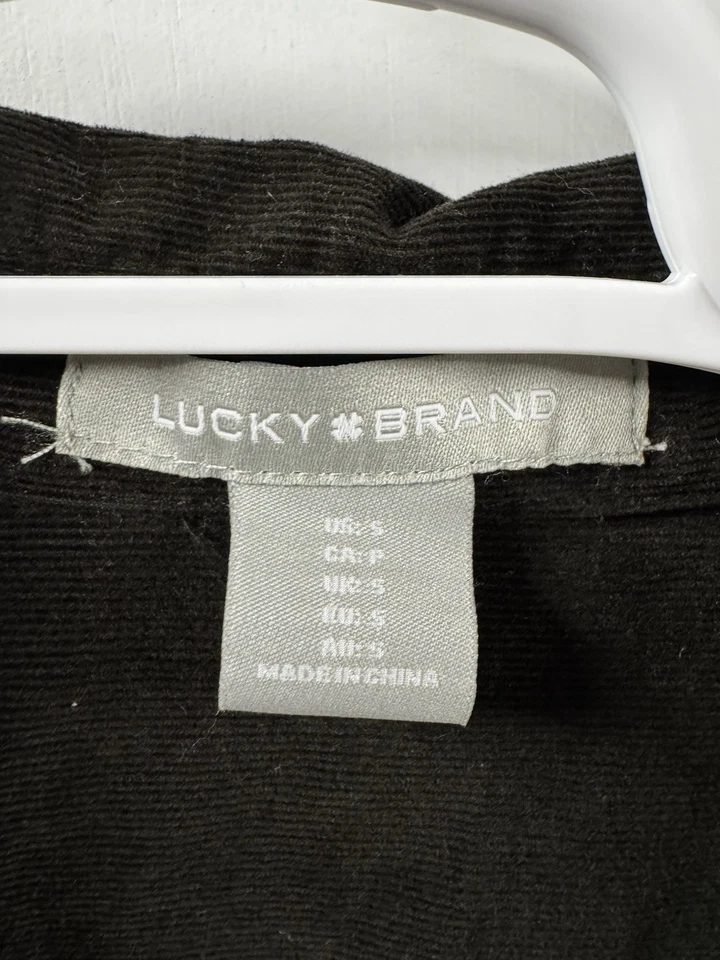 LUCKY BRAND
US: S
CA: P
UK: S
EU: S
AU: S
MADE IN CHINA